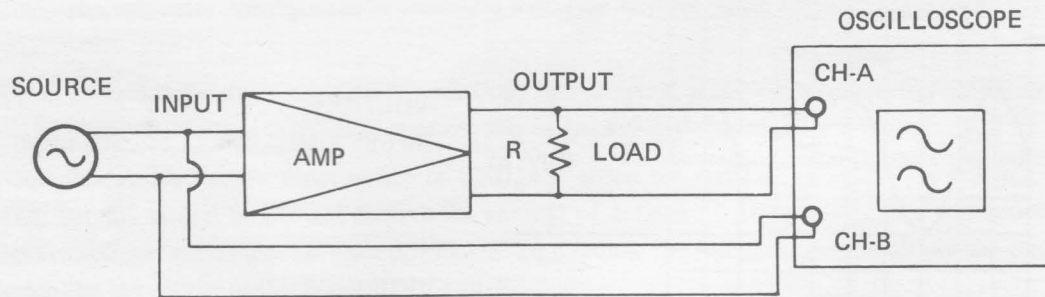 OSCILLOSCOPE
SOURCE
INPUT
AMP
OUTPUT
R
LOAD
CH-A
CH-B